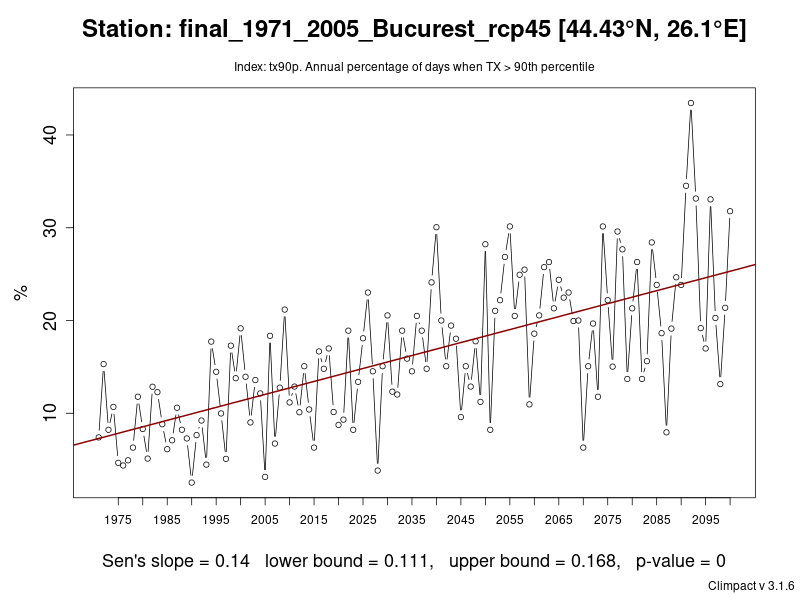 Station: final_1971_2005_Bucurest_rcp45 [44.43°N, 26.1°E]
Index: tx90p. Annual percentage of days when TX > 90th percentile
%
40
30
20
10
1975 1985 1995 2005 2015 2025 2035 2045 2055 2065 2075 2085 2095
Sen's slope = 0.14 lower bound = 0.111, upper bound = 0.168, p-value = 0
Climpact v 3.1.6